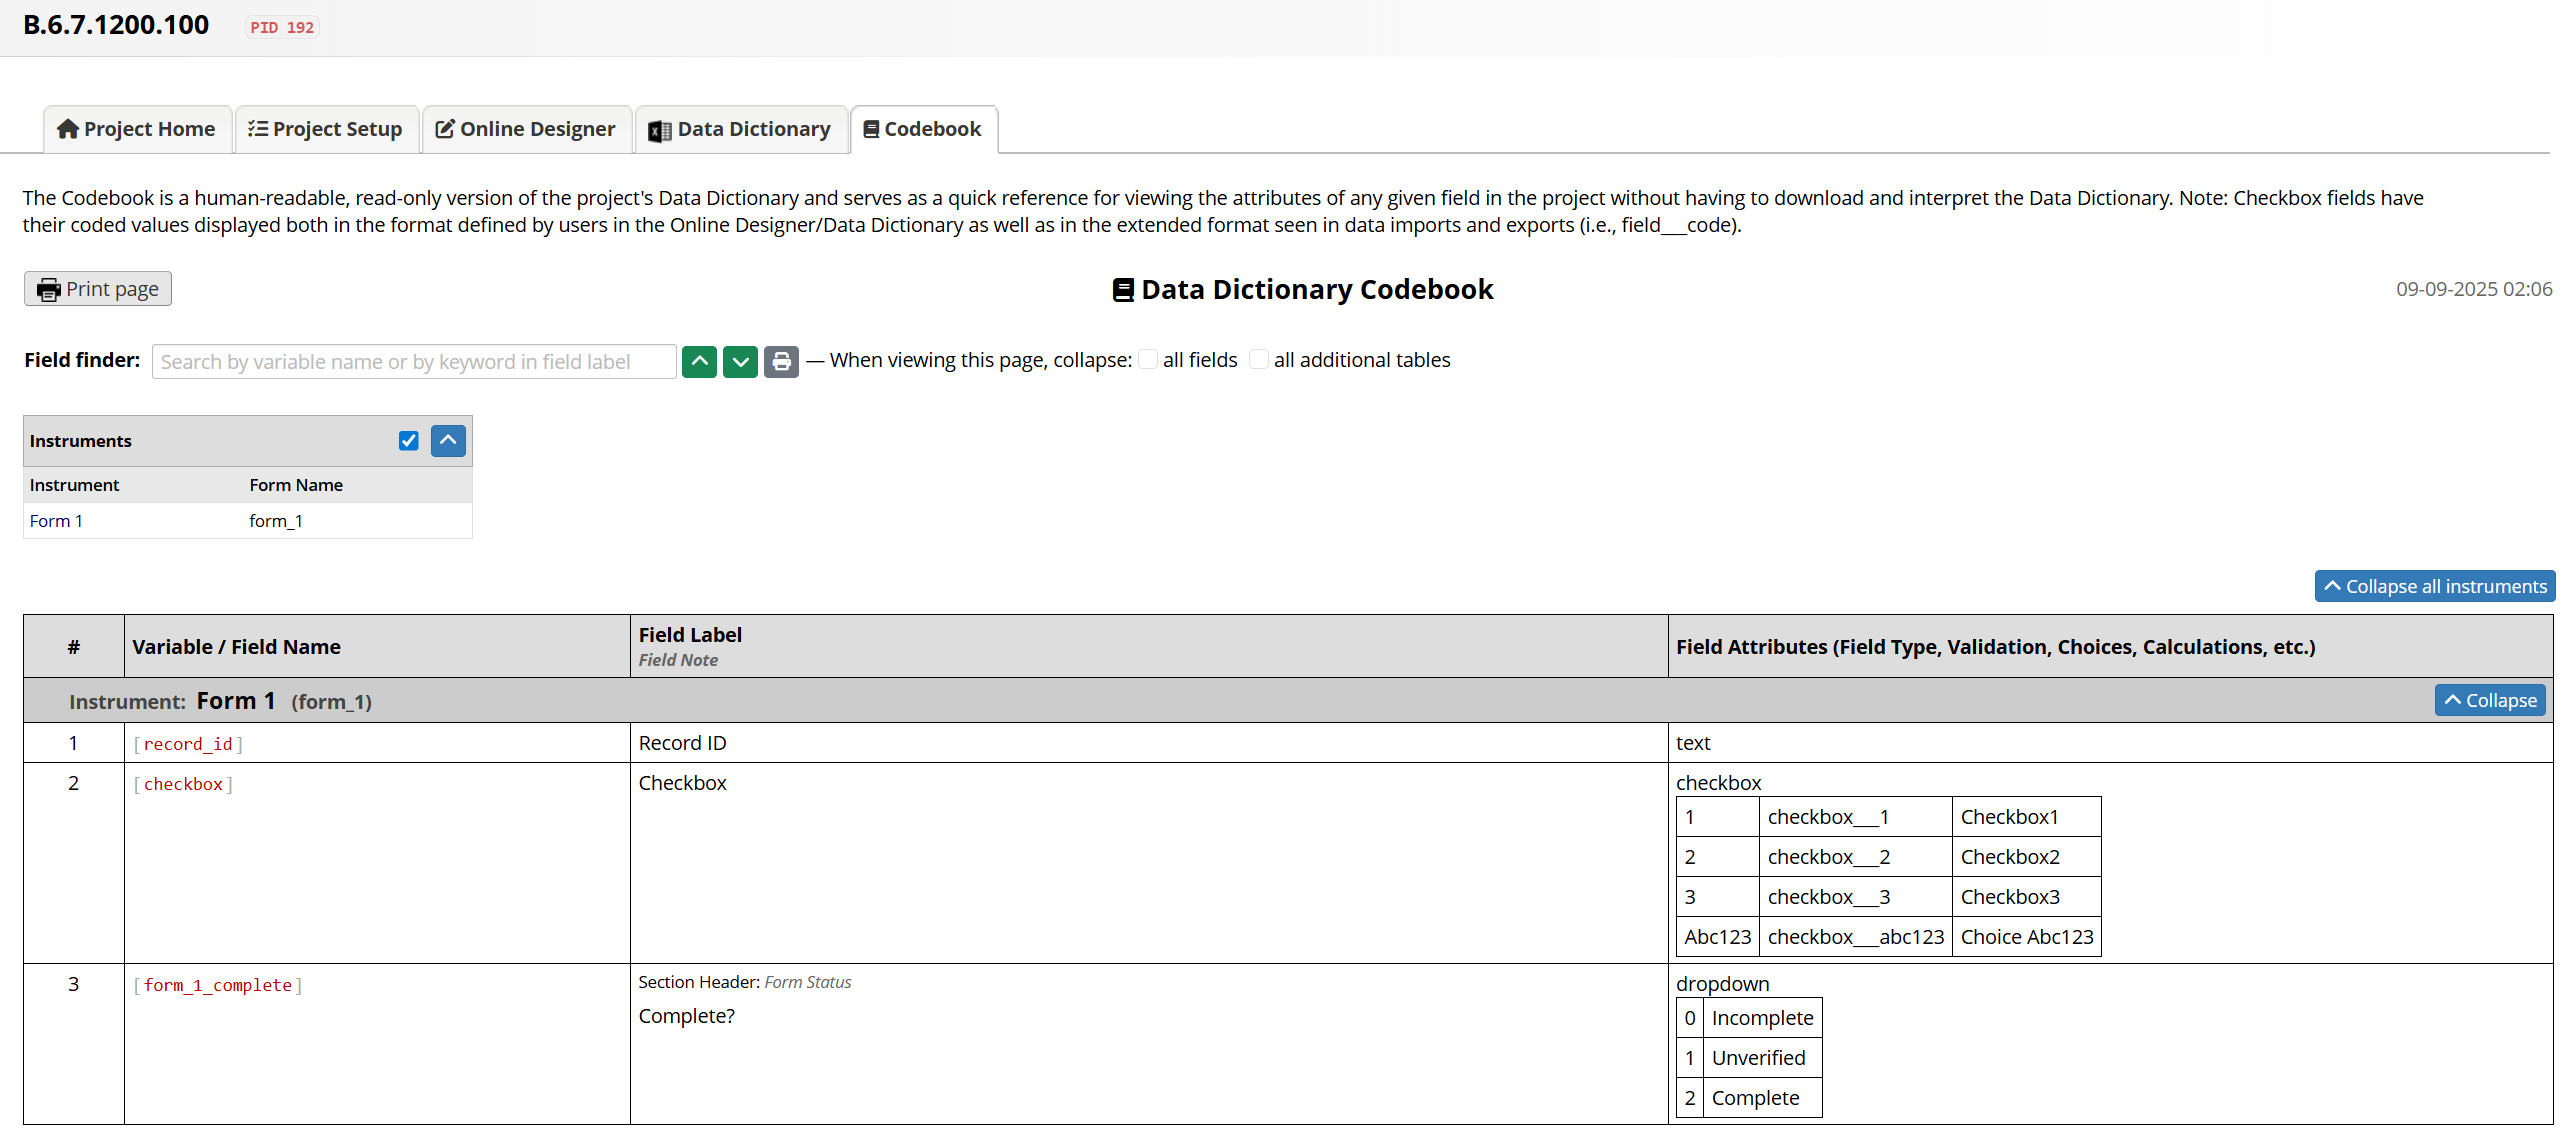 B.6.7.1200.100 PID 192
Project Home Project Setup Online Designer Data Dictionary Codebook
The Codebook is a human-readable, read-only version of the project's Data Dictionary and serves as a quick reference for viewing the attributes of any given field in the project without having to download and interpret the Data Dictionary. Note: Checkbox fields have
their coded values displayed both in the format defined by users in the Online Designer/Data Dictionary as well as in the extended format seen in data imports and exports (i.e., field___code).
Print page Data Dictionary Codebook 09-09-2025 02:06
Field finder: Search by variable name or by keyword in field label — When viewing this page, collapse: all fields all additional tables
Instruments
Instrument Form Name
Form 1 form_1
Collapse all instruments
# Variable / Field Name Field Label Field Attributes (Field Type, Validation, Choices, Calculations, etc.)
Field Note
Instrument: Form 1 (form_1) Collapse
1 [record_id] Record ID text
2 [checkbox] Checkbox checkbox
1 checkbox___1 Checkbox1
2 checkbox___2 Checkbox2
3 checkbox___3 Checkbox3
Abc123 checkbox___abc123 Choice Abc123
3 [form_1_complete] Section Header: Form Status dropdown
Complete?
0 Incomplete
1 Unverified
2 Complete